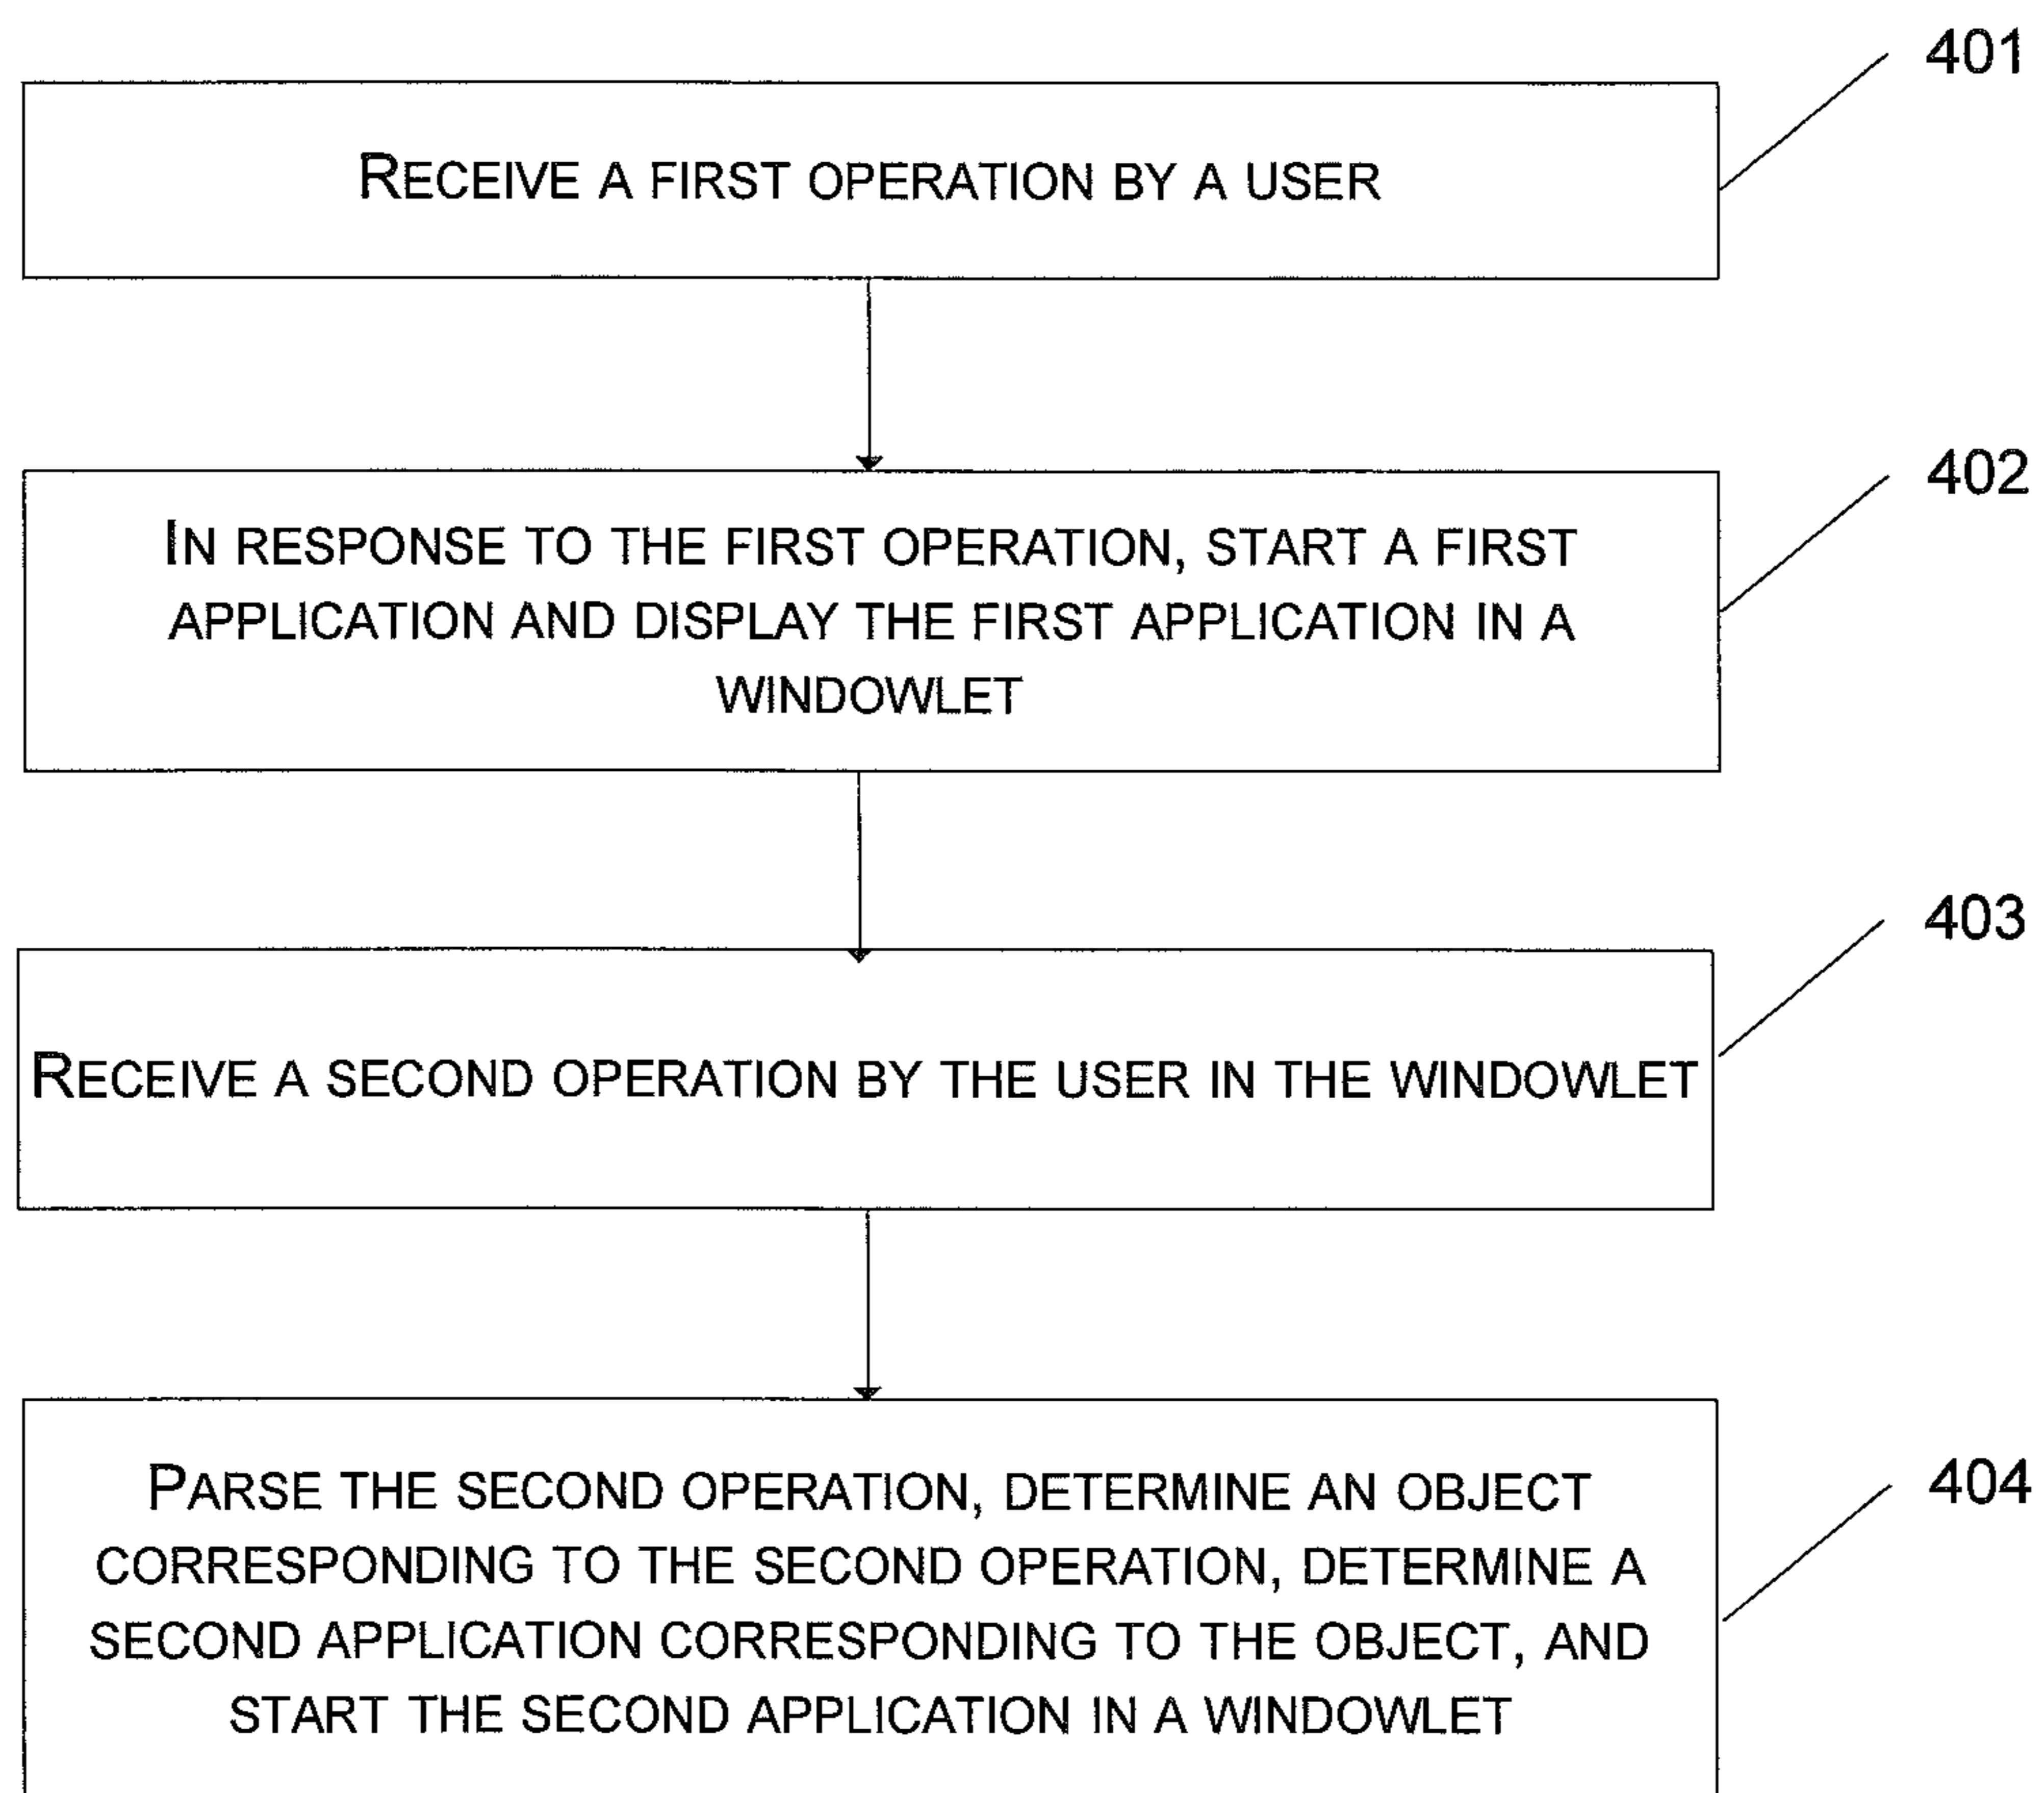 401
RECEIVE A FIRST OPERATION BY A USER
402
IN RESPONSE TO THE FIRST OPERATION, START A FIRST
APPLICATION AND DISPLAY THE FIRST APPLICATION IN A
WINDOWLET
403
RECEIVE A SECOND OPERATION BY THE USER IN THE WINDOWLET
404
PARSE THE SECOND OPERATION, DETERMINE AN OBJECT
CORRESPONDING TO THE SECOND OPERATION, DETERMINE A
SECOND APPLICATION CORRESPONDING TO THE OBJECT, AND
START THE SECOND APPLICATION IN A WINDOWLET